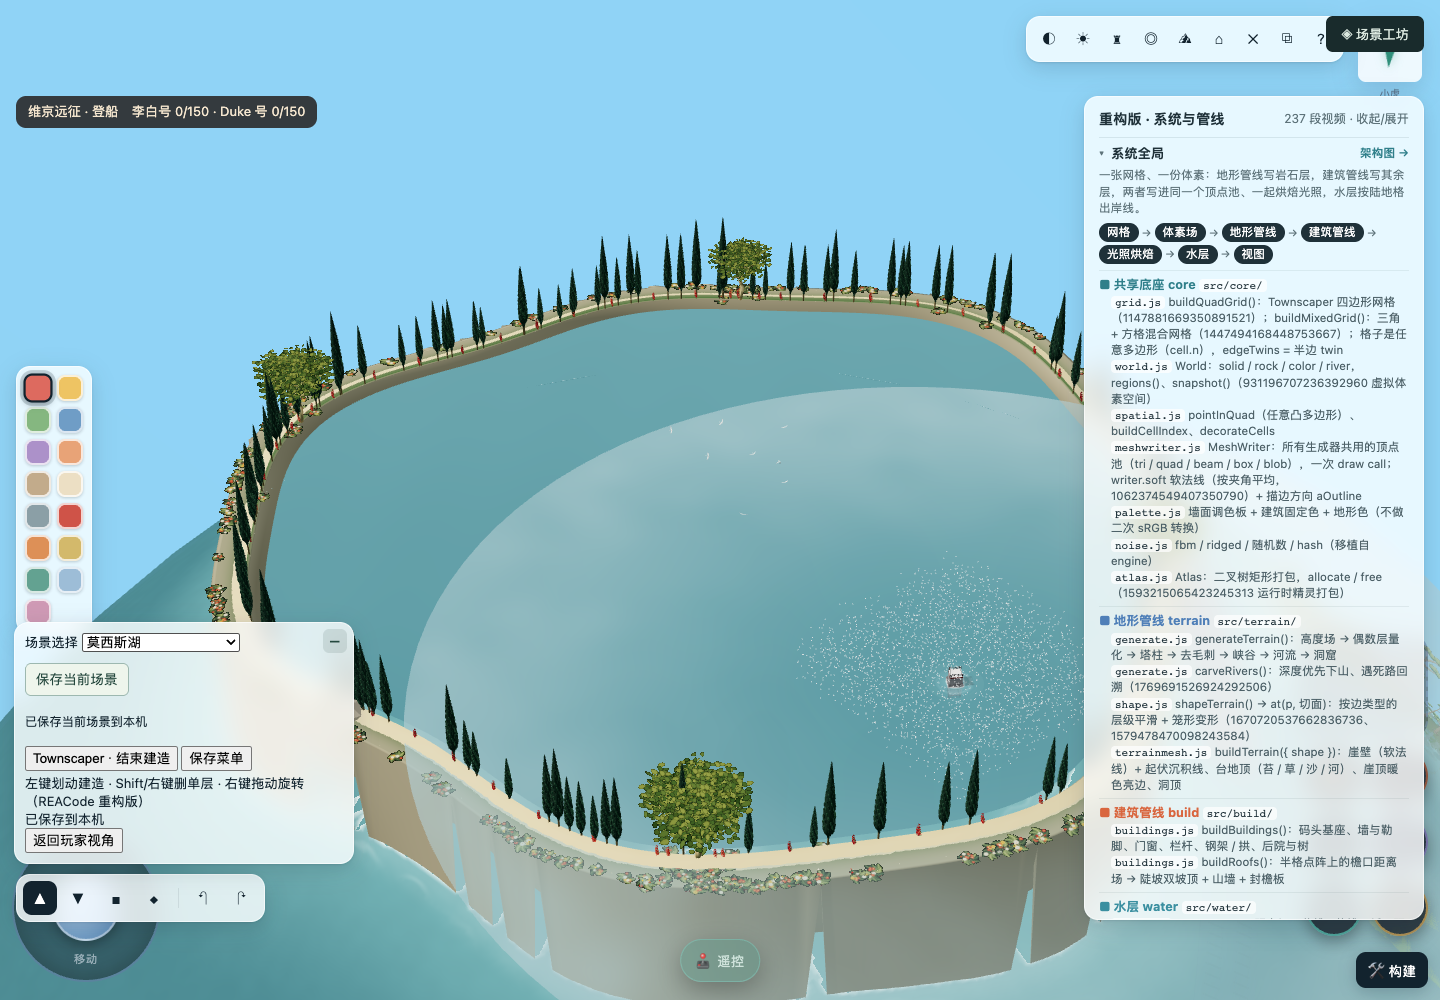 ◐ ☀ ♜ ◎ ⌂ ✕ ⧉ ?
◈ 场景工坊
小虎
维京远征 · 登船 李白号 0/150 · Duke 号 0/150
重构版 · 系统与管线 237 段视频 · 收起/展开
▾ 系统全局 架构图 →
一张网格、一份体素：地形管线写岩石层，建筑管线写其余
层，两者写进同一个顶点池、一起烘焙光照，水层按陆地格
出岸线。
网格 → 体素场 → 地形管线 → 建筑管线 →
光照烘焙 → 水层 → 视图
共享底座 core src/core/
grid.js buildQuadGrid()：Townscaper 四边形网格
（1147881669350891521）；buildMixedGrid()：三角
+ 方格混合网格（1447494168448753667）；格子是任
意多边形（cell.n），edgeTwins = 半边 twin
world.js World：solid / rock / color / river，
regions()、snapshot()（931196707236392960 虚拟体
素空间）
spatial.js pointInQuad（任意凸多边形）、
buildCellIndex、decorateCells
meshwriter.js MeshWriter：所有生成器共用的顶点
池（tri / quad / beam / box / blob），一次 draw call；
writer.soft 软法线（按夹角平均，
1062374549407350790）+ 描边方向 aOutline
palette.js 墙面调色板 + 建筑固定色 + 地形色（不做
二次 sRGB 转换）
noise.js fbm / ridged / 随机数 / hash（移植自
engine）
atlas.js Atlas：二叉树矩形打包，allocate / free
（1593215065423245313 运行时精灵打包）
地形管线 terrain src/terrain/
generate.js generateTerrain()：高度场 → 偶数层量
化 → 塔柱 → 去毛刺 → 峡谷 → 河流 → 洞窟
generate.js carveRivers()：深度优先下山、遇死路回
溯（1769691526924292506）
shape.js shapeTerrain() → at(p, 切面)：按边类型的
层级平滑 + 笼形变形（1670720537662836736、
1579478470098243584）
terrainmesh.js buildTerrain({ shape })：崖壁（软法
线）+ 起伏沉积线、台地顶（苔 / 草 / 沙 / 河）、崖顶暖
色亮边、洞顶
建筑管线 build src/build/
buildings.js buildBuildings()：码头基座、墙与勒
脚、门窗、栏杆、钢架 / 拱、后院与树
buildings.js buildRoofs()：半格点阵上的檐口距离
场 → 陡坡双坡顶 + 山墙 + 封檐板
水层 water src/water/
场景选择 莫西斯湖 −
保存当前场景
已保存当前场景到本机
Townscaper · 结束建造 保存菜单
左键划动建造 · Shift/右键删单层 · 右键拖动旋转
（REACode 重构版）
已保存到本机
返回玩家视角
▲ ▼ ■ ◆
移动
遥控
构建